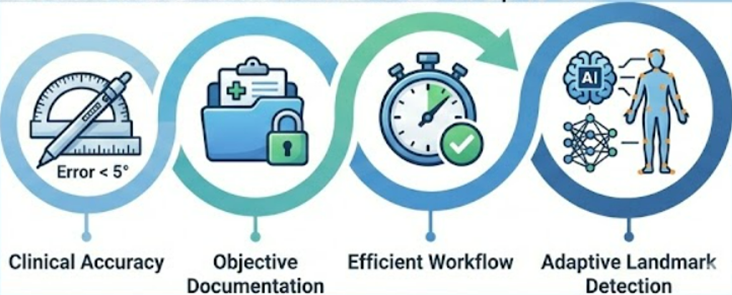 Error < 5°
AI
Clinical Accuracy
Objective
Documentation
Efficient Workflow
Adaptive Landmark
Detection